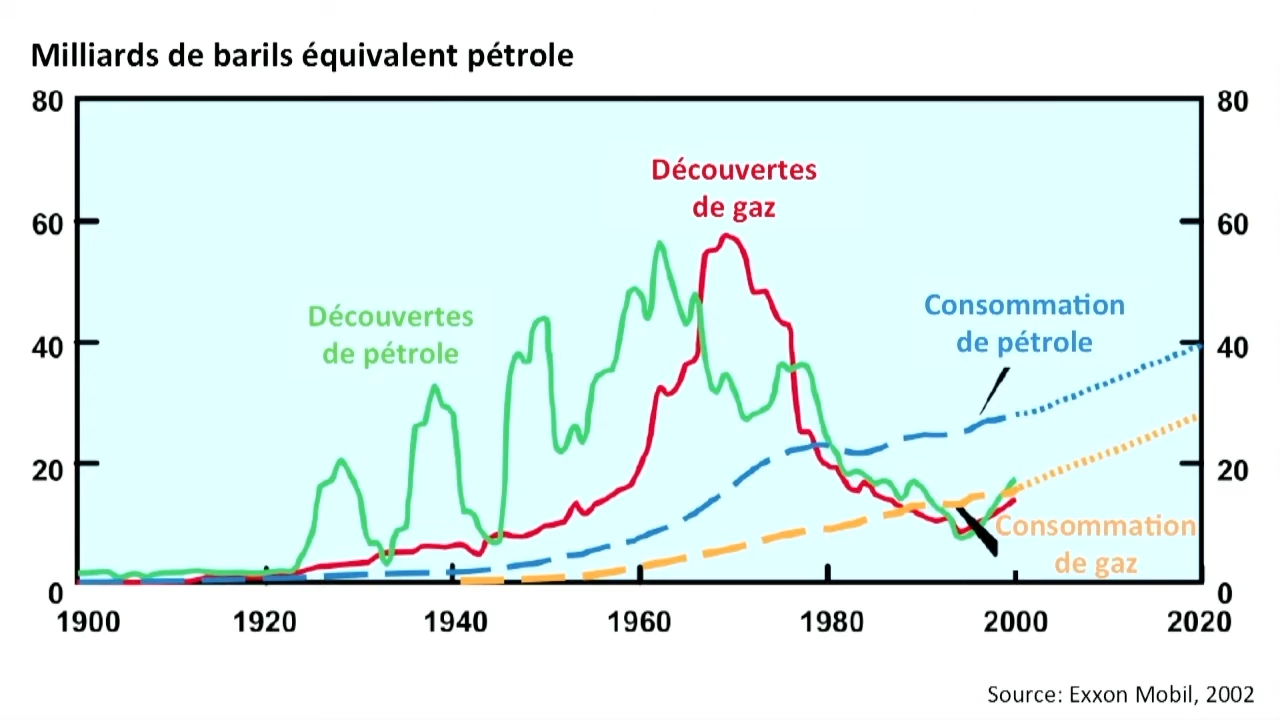 Milliards de barils équivalent pétrole
80
80
Découvertes
de gaz
60
60
Consommation
de pétrole
Découvertes
de pétrole
40
40
20
20
Consommation
de gaz
0
0
1900
1920
1940
1960
1980
2000
2020
Source: Exxon Mobil, 2002